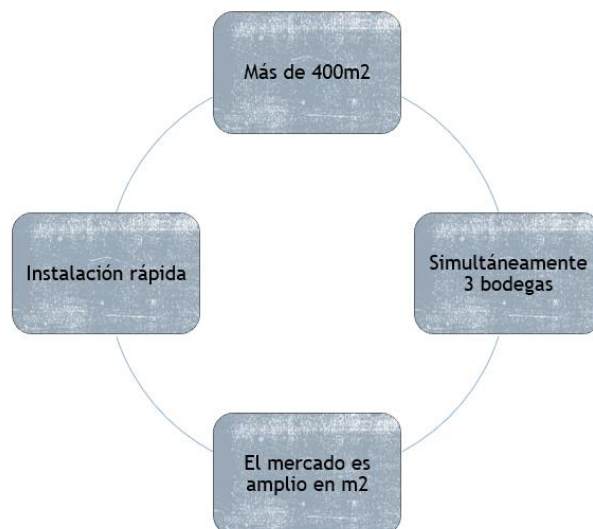 Más de 400m2
Simultáneamente
3 bodegas
El mercado es
amplio en m2
Instalación rápida